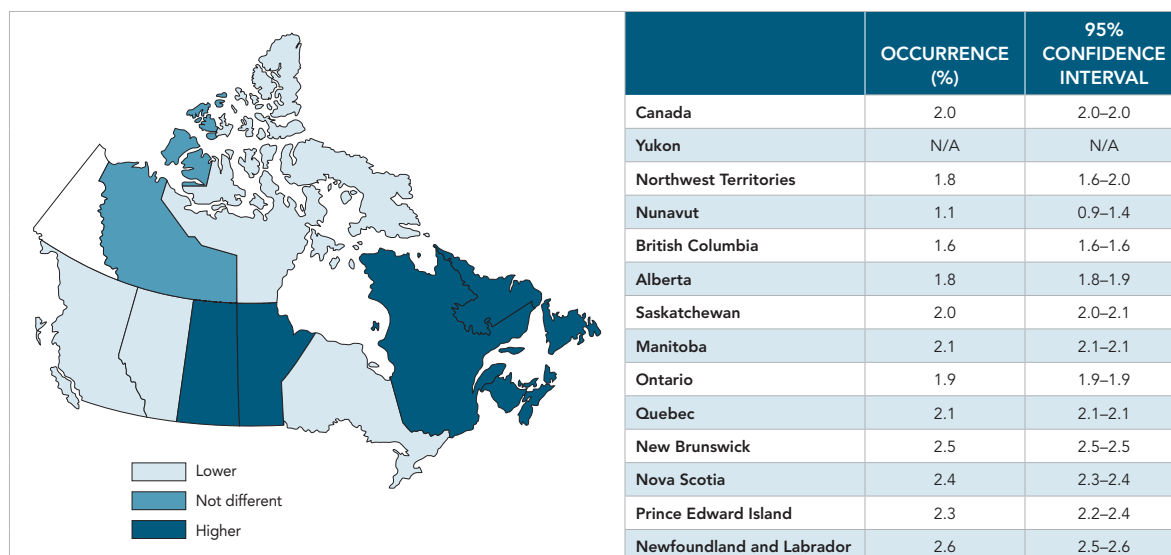 OCCURRENCE (%) 95% CONFIDENCE INTERVAL
Canada 2.0 2.0–2.0
Yukon N/A N/A
Northwest Territories 1.8 1.6–2.0
Nunavut 1.1 0.9–1.4
British Columbia 1.6 1.6–1.6
Alberta 1.8 1.8–1.9
Saskatchewan 2.0 2.0–2.1
Manitoba 2.1 2.1–2.1
Ontario 1.9 1.9–1.9
Quebec 2.1 2.1–2.1
New Brunswick 2.5 2.5–2.5
Nova Scotia 2.4 2.3–2.4
Prince Edward Island 2.3 2.2–2.4
Newfoundland and Labrador 2.6 2.5–2.6
Lower
Not different
Higher